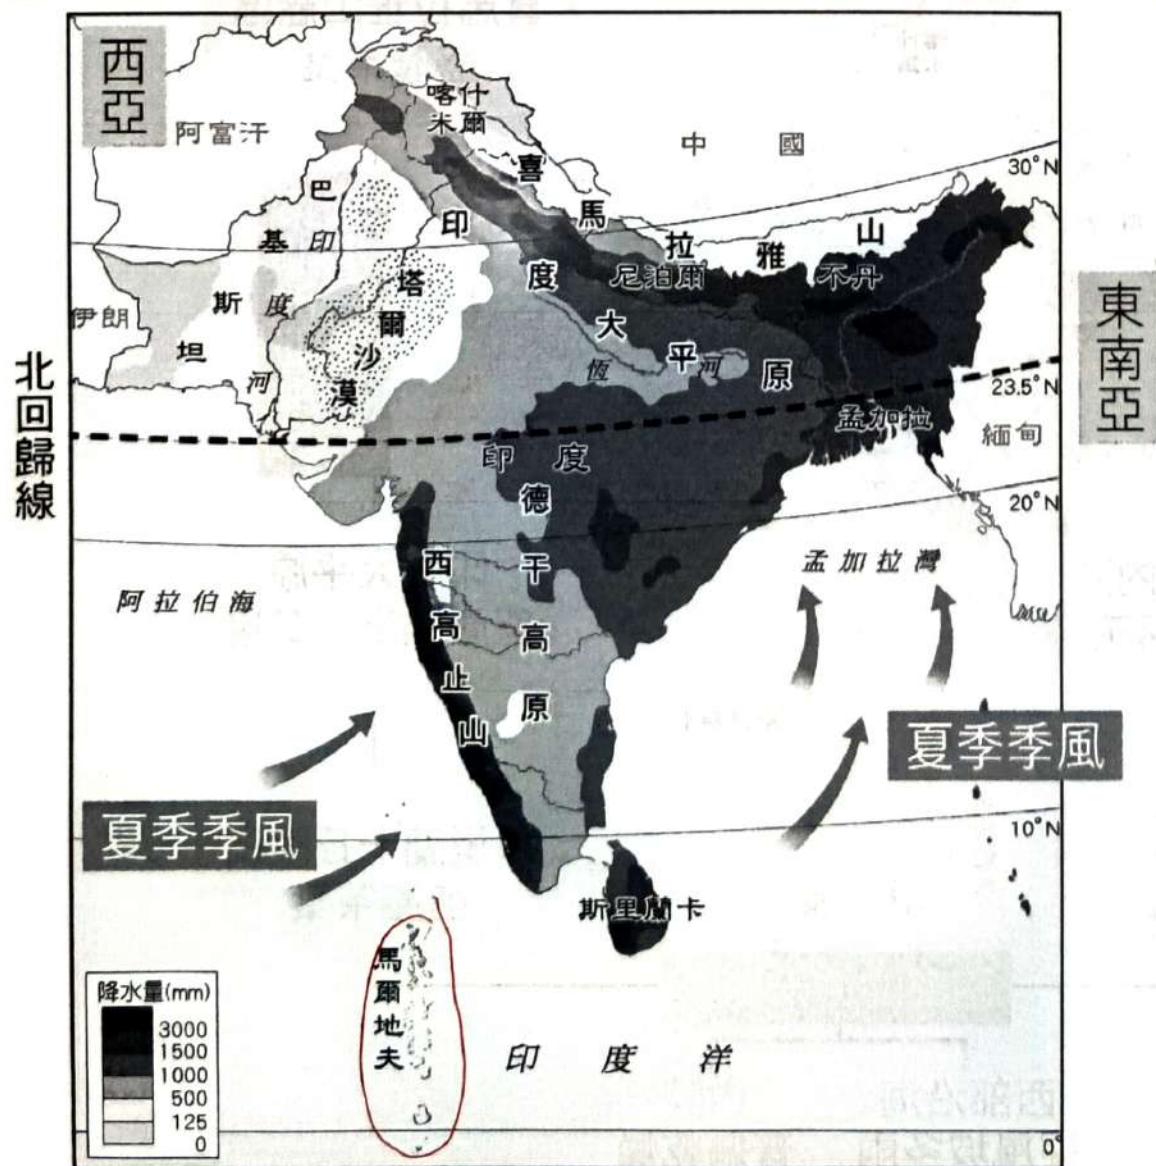 西亞
阿富汗
喀什米爾
中國
30°N
喜馬拉雅山
巴基斯坦
印度河
印度大平原
塔爾沙漠
尼泊爾
不丹
伊朗
恆河
東南亞
北回歸線
23.5°N
孟加拉
緬甸
印度
德干高原
20°N
西高止山
阿拉伯海
孟加拉灣
夏季季風
夏季季風
10°N
斯里蘭卡
馬爾地夫
印度洋
降水量(mm)
3000
1500
1000
500
125
0
0°